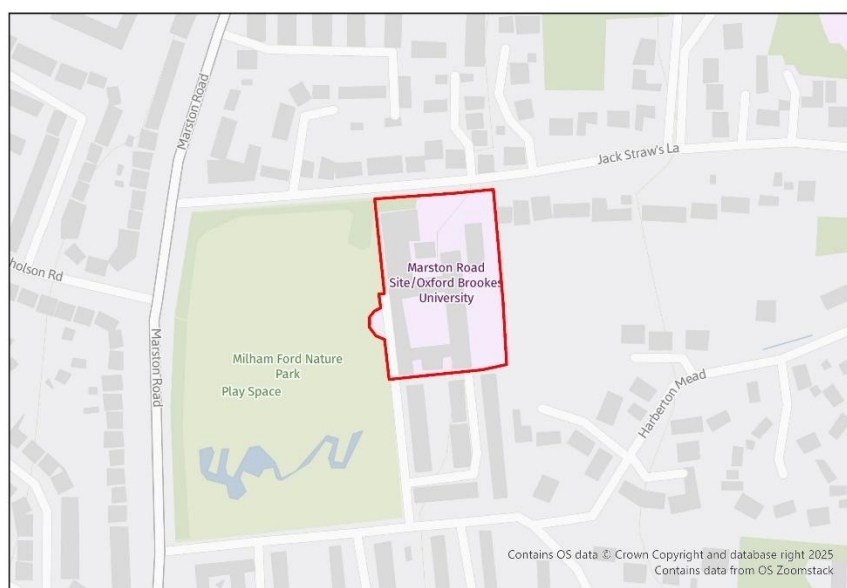 Marston Road
Jack Straw's La
Marston Road
Site/Oxford Brookes
University
holson Rd
Marston Road
Milham Ford Nature
Park
Play Space
Harberton Mead
Contains OS data © Crown Copyright and database right 2025
Contains data from OS Zoomstack